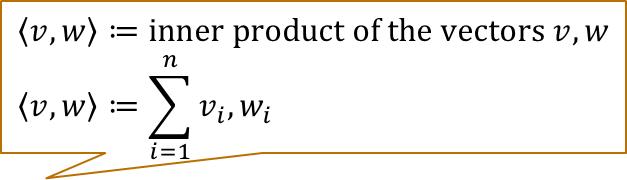 ⟨v, w⟩ ≔ inner product of the vectors v, w
⟨v, w⟩ ≔ ∑_{i=1}^{n} v_i, w_i